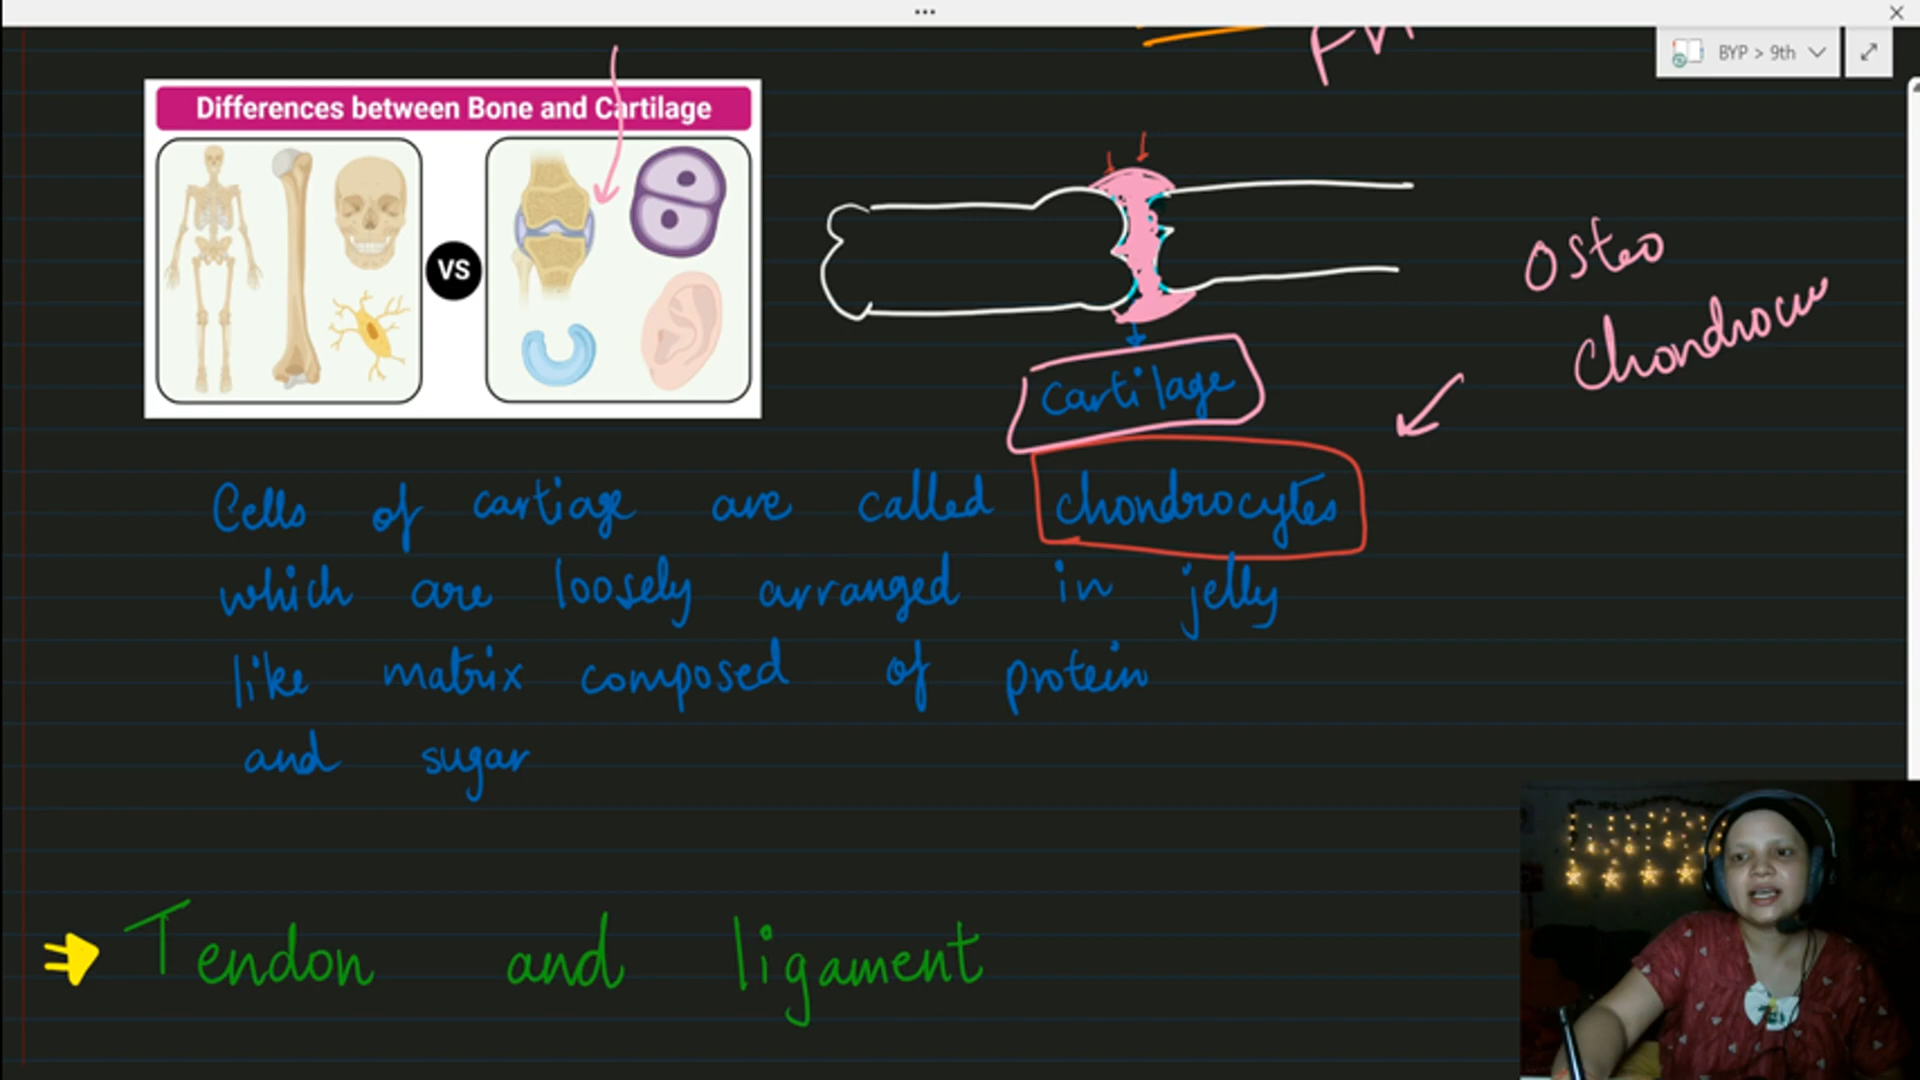 BYP > 9th
Differences between Bone and Cartilage
VS
Osteo
Chondrocy
cartilage
Cells of cartiage are called chondrocytes
which are loosely arranged in jelly
like matrix composed of protein
and sugar
Tendon and ligament